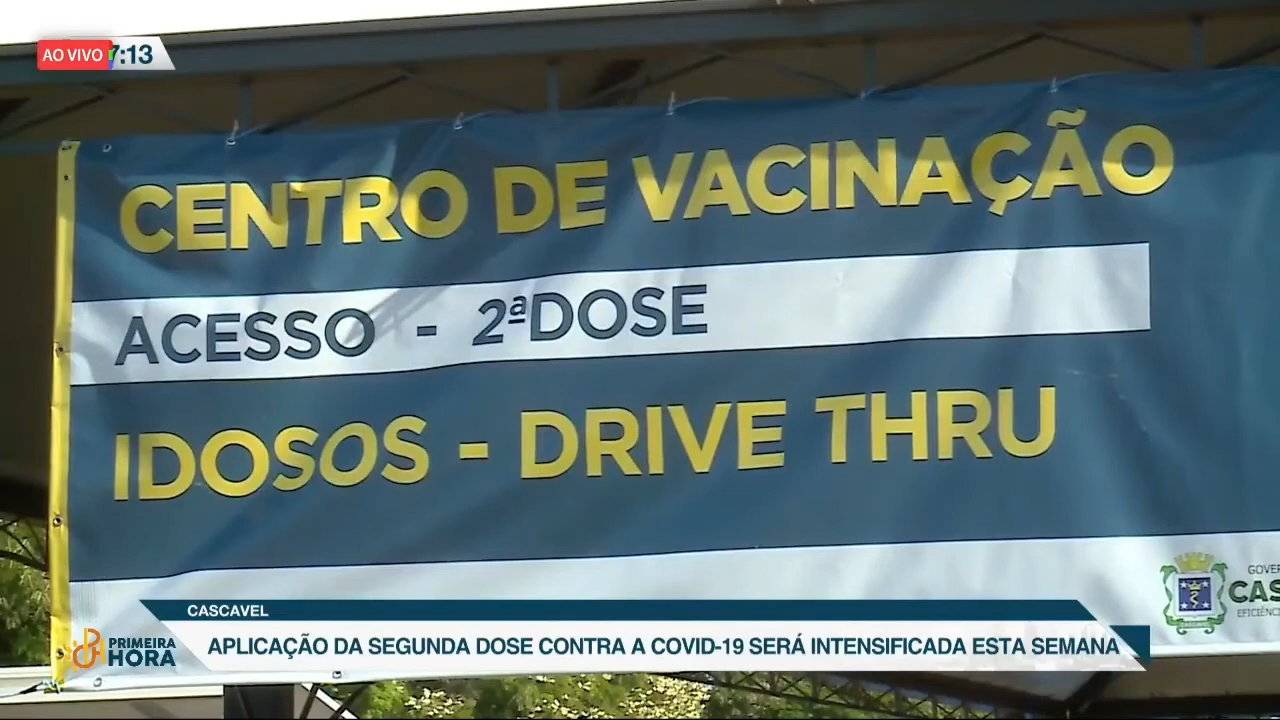 AO VIVO 7:13
CENTRO DE VACINAÇÃO
ACESSO - 2ªDOSE
IDOSOS - DRIVE THRU
CASCAVEL
PRIMEIRA HORA
APLICAÇÃO DA SEGUNDA DOSE CONTRA A COVID-19 SERÁ INTENSIFICADA ESTA SEMANA